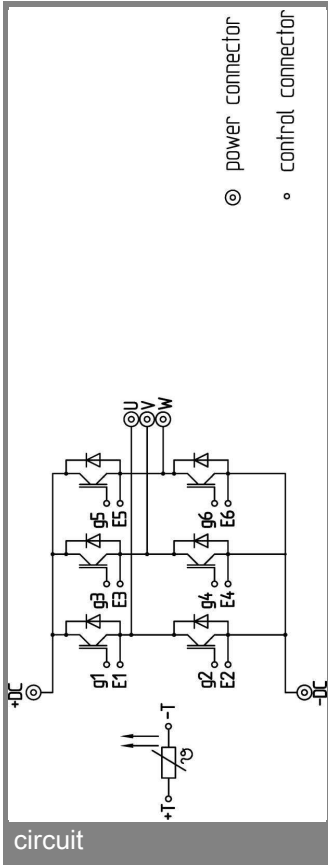 power connector
control connector
U
V
W
g5
E5
g6
E6
g3
E3
g4
E4
g1
E1
g2
E2
+DC
-DC
-T
+T
ϑ
circuit